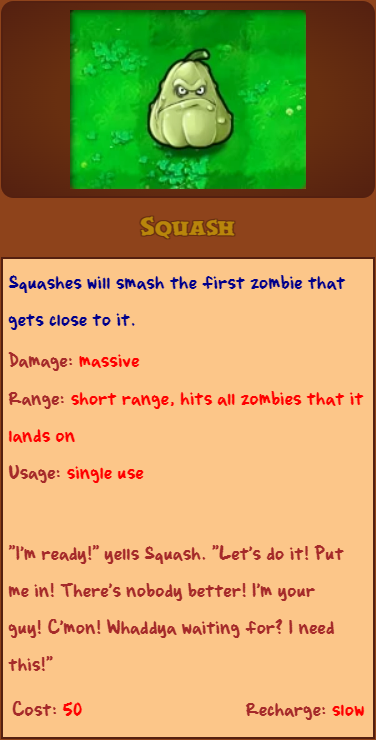 Squash
Squashes will smash the first zombie that
gets close to it.
Damage: massive
Range: short range, hits all zombies that it
lands on
Usage: single use
"I'm ready!" yells Squash. "Let's do it! Put
me in! There's nobody better! I'm your
guy! C'mon! Whaddya waiting for? I need
this!"
Cost: 50 Recharge: slow